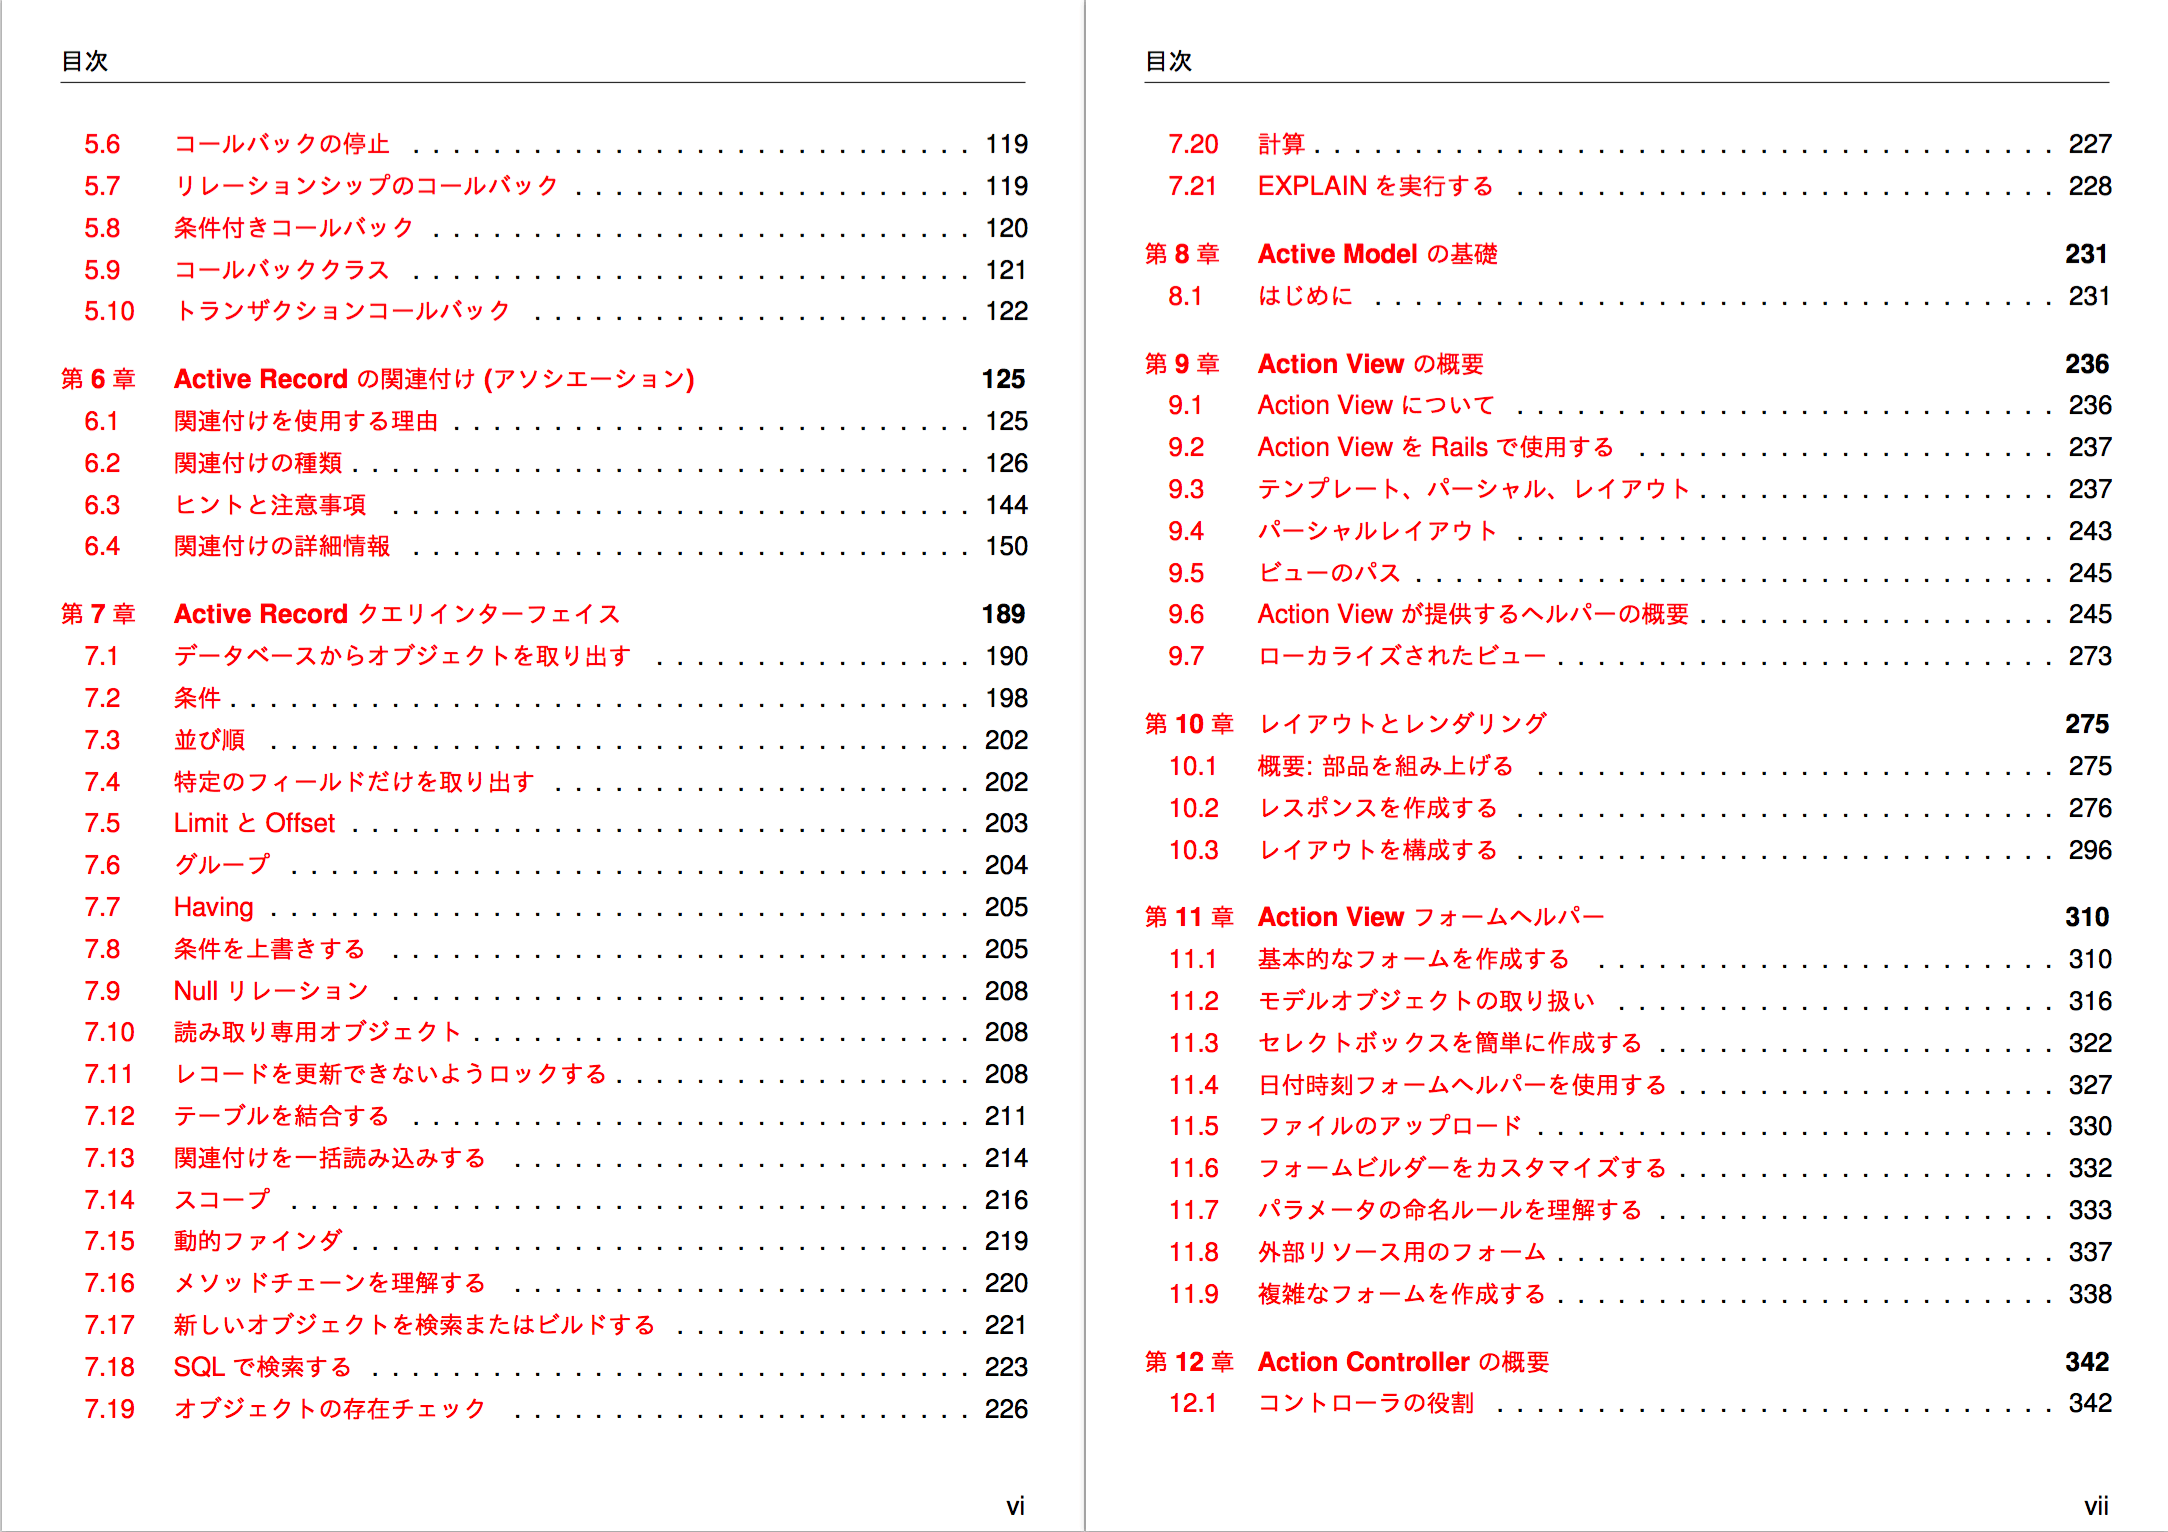 目次
5.6 コールバックの停止 . . . . . . . . . . . . . . . . . . . . . . . . . . . . 119
5.7 リレーションシップのコールバック . . . . . . . . . . . . . . . . . . . . 119
5.8 条件付きコールバック . . . . . . . . . . . . . . . . . . . . . . . . . . . 120
5.9 コールバッククラス . . . . . . . . . . . . . . . . . . . . . . . . . . . . 121
5.10 トランザクションコールバック . . . . . . . . . . . . . . . . . . . . . . 122
第 6 章 Active Record の関連付け (アソシエーション) 125
6.1 関連付けを使用する理由 . . . . . . . . . . . . . . . . . . . . . . . . . . 125
6.2 関連付けの種類 . . . . . . . . . . . . . . . . . . . . . . . . . . . . . . . 126
6.3 ヒントと注意事項 . . . . . . . . . . . . . . . . . . . . . . . . . . . . . 144
6.4 関連付けの詳細情報 . . . . . . . . . . . . . . . . . . . . . . . . . . . . 150
第 7 章 Active Record クエリインターフェイス 189
7.1 データベースからオブジェクトを取り出す . . . . . . . . . . . . . . . . 190
7.2 条件 . . . . . . . . . . . . . . . . . . . . . . . . . . . . . . . . . . . . . 198
7.3 並び順 . . . . . . . . . . . . . . . . . . . . . . . . . . . . . . . . . . . 202
7.4 特定のフィールドだけを取り出す . . . . . . . . . . . . . . . . . . . . . 202
7.5 Limit と Offset . . . . . . . . . . . . . . . . . . . . . . . . . . . . . . . 203
7.6 グループ . . . . . . . . . . . . . . . . . . . . . . . . . . . . . . . . . . 204
7.7 Having . . . . . . . . . . . . . . . . . . . . . . . . . . . . . . . . . . . 205
7.8 条件を上書きする . . . . . . . . . . . . . . . . . . . . . . . . . . . . . 205
7.9 Null リレーション . . . . . . . . . . . . . . . . . . . . . . . . . . . . . 208
7.10 読み取り専用オブジェクト . . . . . . . . . . . . . . . . . . . . . . . . . 208
7.11 レコードを更新できないようロックする . . . . . . . . . . . . . . . . . . 208
7.12 テーブルを結合する . . . . . . . . . . . . . . . . . . . . . . . . . . . . 211
7.13 関連付けを一括読み込みする . . . . . . . . . . . . . . . . . . . . . . . 214
7.14 スコープ . . . . . . . . . . . . . . . . . . . . . . . . . . . . . . . . . . 216
7.15 動的ファインダ . . . . . . . . . . . . . . . . . . . . . . . . . . . . . . . 219
7.16 メソッドチェーンを理解する . . . . . . . . . . . . . . . . . . . . . . . 220
7.17 新しいオブジェクトを検索またはビルドする . . . . . . . . . . . . . . . 221
7.18 SQL で検索する . . . . . . . . . . . . . . . . . . . . . . . . . . . . . . 223
7.19 オブジェクトの存在チェック . . . . . . . . . . . . . . . . . . . . . . . 226
vi
目次
7.20 計算 . . . . . . . . . . . . . . . . . . . . . . . . . . . . . . . . . . . . . 227
7.21 EXPLAIN を実行する . . . . . . . . . . . . . . . . . . . . . . . . . . . 228
第 8 章 Active Model の基礎 231
8.1 はじめに . . . . . . . . . . . . . . . . . . . . . . . . . . . . . . . . . . 231
第 9 章 Action View の概要 236
9.1 Action View について . . . . . . . . . . . . . . . . . . . . . . . . . . . 236
9.2 Action View を Rails で使用する . . . . . . . . . . . . . . . . . . . . . 237
9.3 テンプレート、パーシャル、レイアウト . . . . . . . . . . . . . . . . . . 237
9.4 パーシャルレイアウト . . . . . . . . . . . . . . . . . . . . . . . . . . . 243
9.5 ビューのパス . . . . . . . . . . . . . . . . . . . . . . . . . . . . . . . . 245
9.6 Action View が提供するヘルパーの概要 . . . . . . . . . . . . . . . . . . 245
9.7 ローカライズされたビュー . . . . . . . . . . . . . . . . . . . . . . . . . 273
第 10 章 レイアウトとレンダリング 275
10.1 概要: 部品を組み上げる . . . . . . . . . . . . . . . . . . . . . . . . . . 275
10.2 レスポンスを作成する . . . . . . . . . . . . . . . . . . . . . . . . . . . 276
10.3 レイアウトを構成する . . . . . . . . . . . . . . . . . . . . . . . . . . . 296
第 11 章 Action View フォームヘルパー 310
11.1 基本的なフォームを作成する . . . . . . . . . . . . . . . . . . . . . . . 310
11.2 モデルオブジェクトの取り扱い . . . . . . . . . . . . . . . . . . . . . . 316
11.3 セレクトボックスを簡単に作成する . . . . . . . . . . . . . . . . . . . . 322
11.4 日付時刻フォームヘルパーを使用する . . . . . . . . . . . . . . . . . . . 327
11.5 ファイルのアップロード . . . . . . . . . . . . . . . . . . . . . . . . . . 330
11.6 フォームビルダーをカスタマイズする . . . . . . . . . . . . . . . . . . . 332
11.7 パラメータの命名ルールを理解する . . . . . . . . . . . . . . . . . . . . 333
11.8 外部リソース用のフォーム . . . . . . . . . . . . . . . . . . . . . . . . . 337
11.9 複雑なフォームを作成する . . . . . . . . . . . . . . . . . . . . . . . . . 338
第 12 章 Action Controller の概要 342
12.1 コントローラの役割 . . . . . . . . . . . . . . . . . . . . . . . . . . . . 342
vii